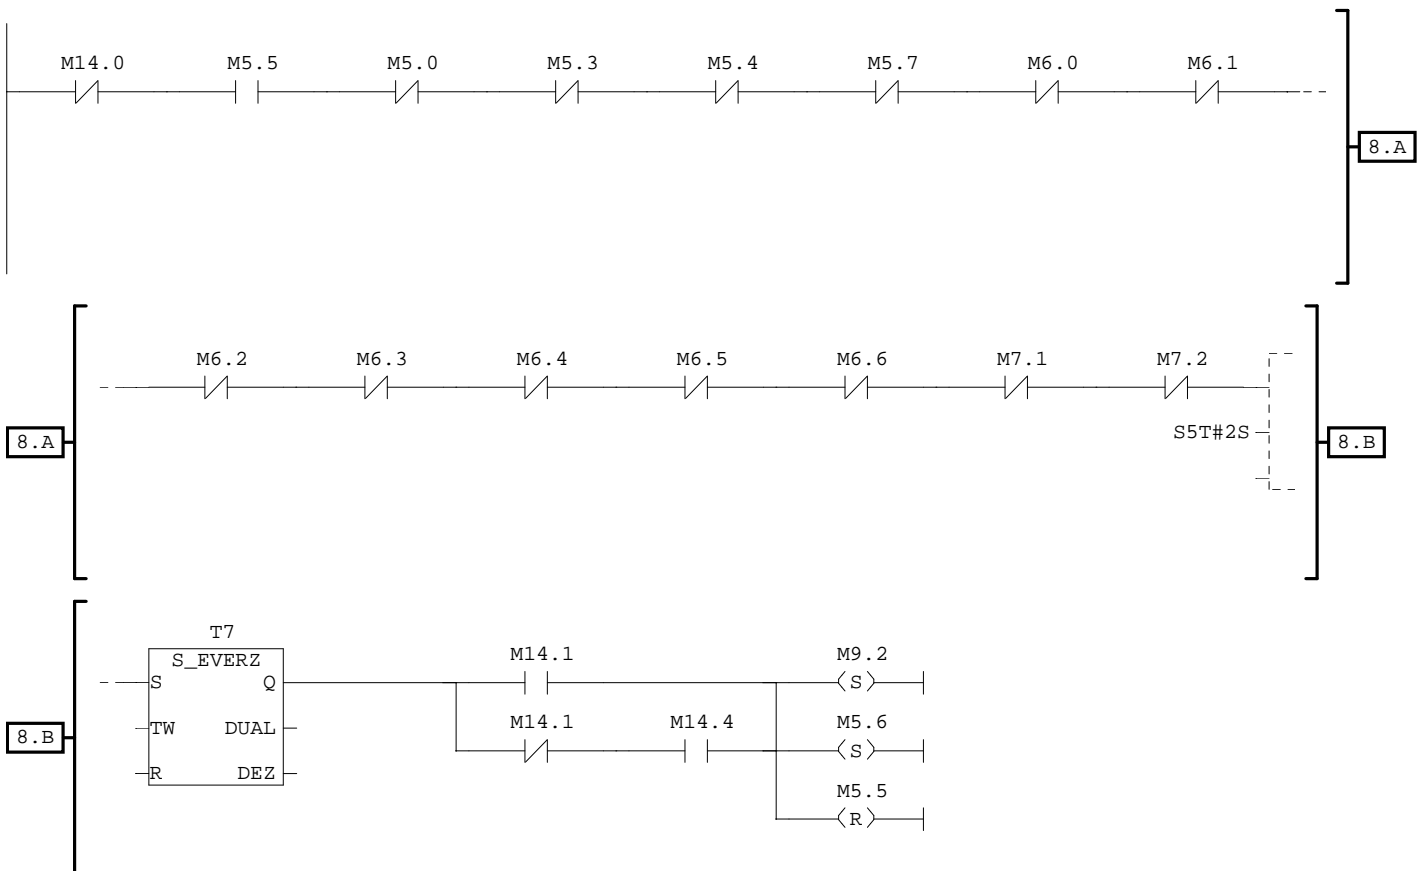 M14.0 M5.5 M5.0 M5.3 M5.4 M5.7 M6.0 M6.1
8.A
M6.2 M6.3 M6.4 M6.5 M6.6 M7.1 M7.2
S5T#2S
8.A
8.B
T7
S_EVERZ
S Q
TW DUAL
R DEZ
M14.1 M9.2
S
M14.1 M14.4 M5.6
S
M5.5
R
8.B